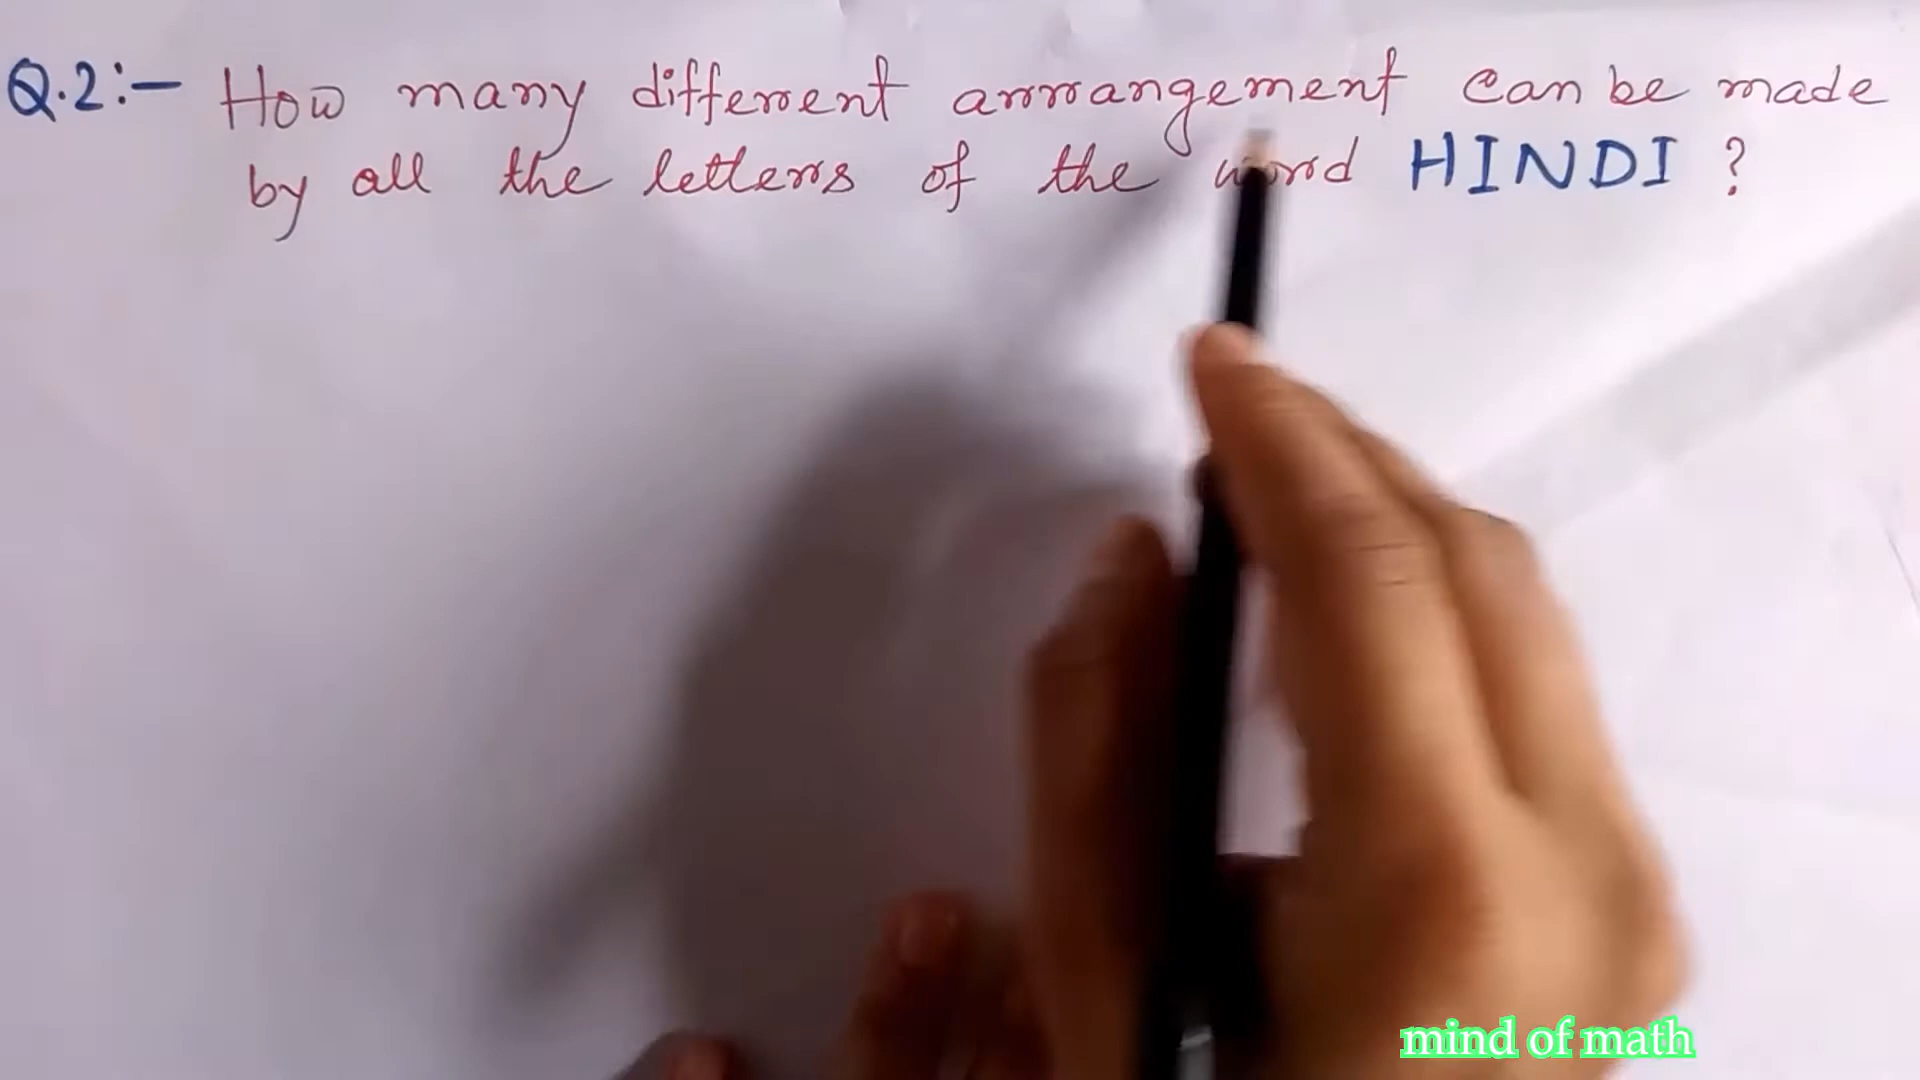 Q.2:- How many different arrangement can be made
by all the letters of the word HINDI ?
mind of math